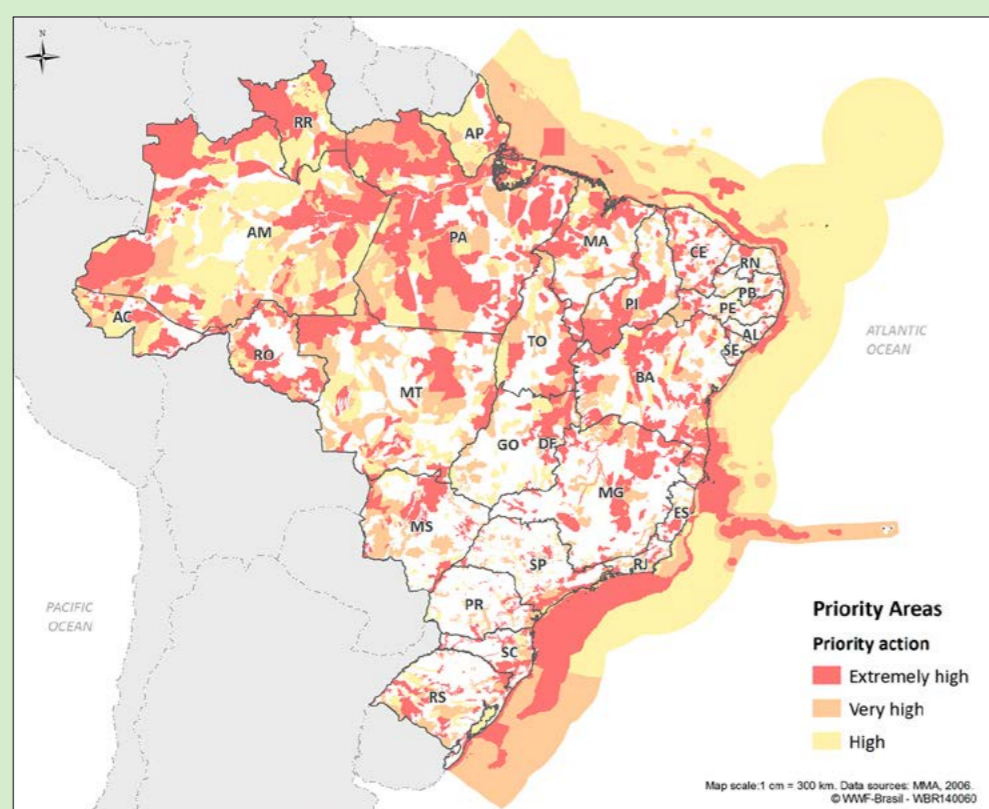 N
RR
AP
AM
PA
MA
CE
RN
PB
PE
PI
AL
SE
AC
TO
RO
BA
MT
ATLANTIC
OCEAN
GO
DF
MG
ES
MS
SP
RJ
PR
SC
RS
PACIFIC
OCEAN
Priority Areas
Priority action
Extremely high
Very high
High
Map scale:1 cm = 300 km. Data sources: MMA, 2006.
© WWF-Brasil - WBR140060